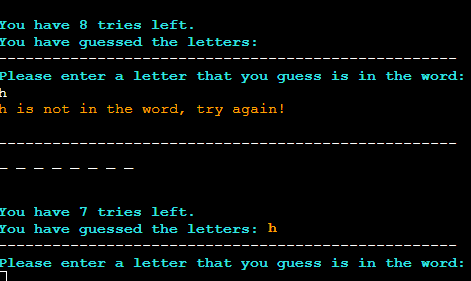 You have 8 tries left.
You have guessed the letters:
---------------------------------------------------
Please enter a letter that you guess is in the word:
h
h is not in the word, try again!
---------------------------------------------------
_ _ _ _ _ _ _ _
You have 7 tries left.
You have guessed the letters: h
---------------------------------------------------
Please enter a letter that you guess is in the word: